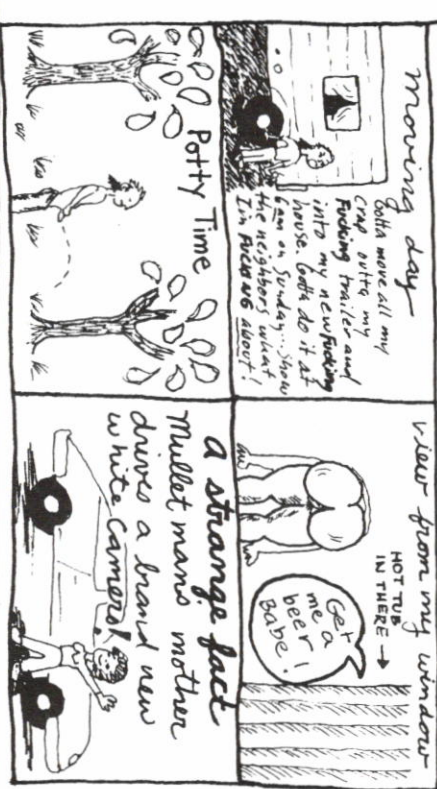 moving day
Gotta move all my
crap outta my
Fucking trailer and
into my new Fucking
house. Gotta do it at
6am on Sunday... Show
the neighbors what
I'm FUCKING about!
view from my window
HOT TUB
IN THERE →
Get
me a
beer
Babe!
Potty Time
A strange fact
Mullet mans mother
drives a brand new
white Camero!